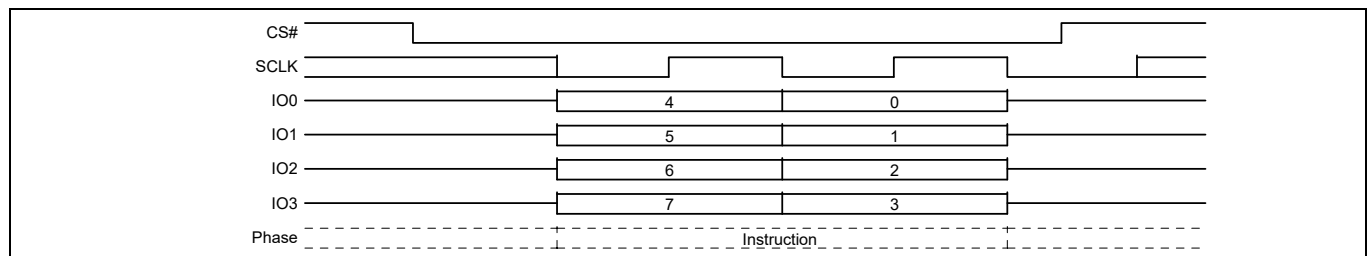 CS#
SCLK
IO0 4 0
IO1 5 1
IO2 6 2
IO3 7 3
Phase Instruction